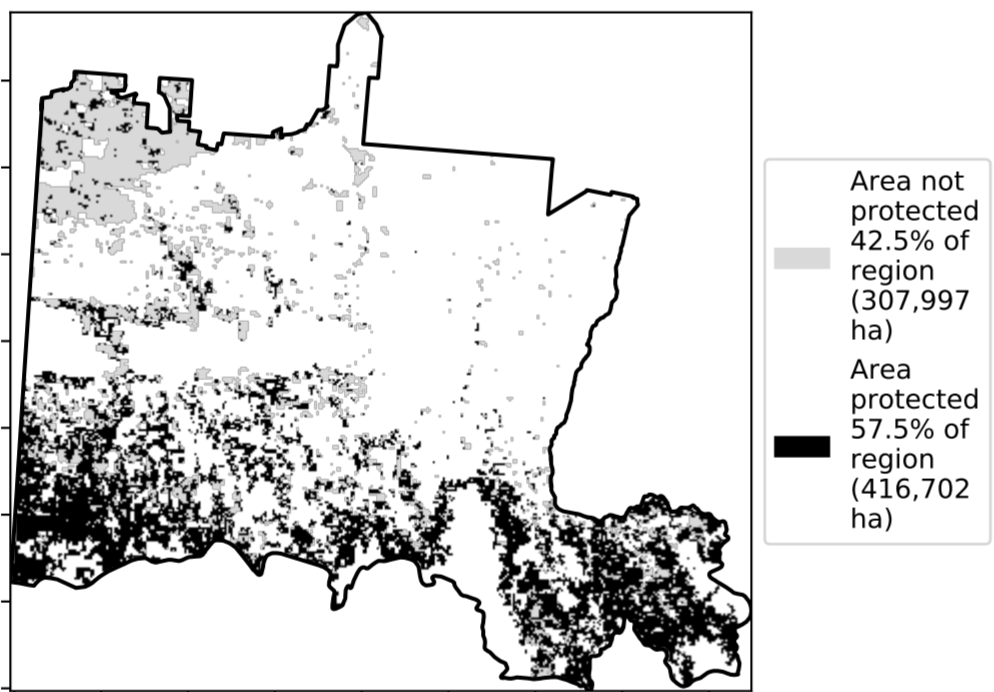 Area not
protected
42.5% of
region
(307,997
ha)
Area
protected
57.5% of
region
(416,702
ha)